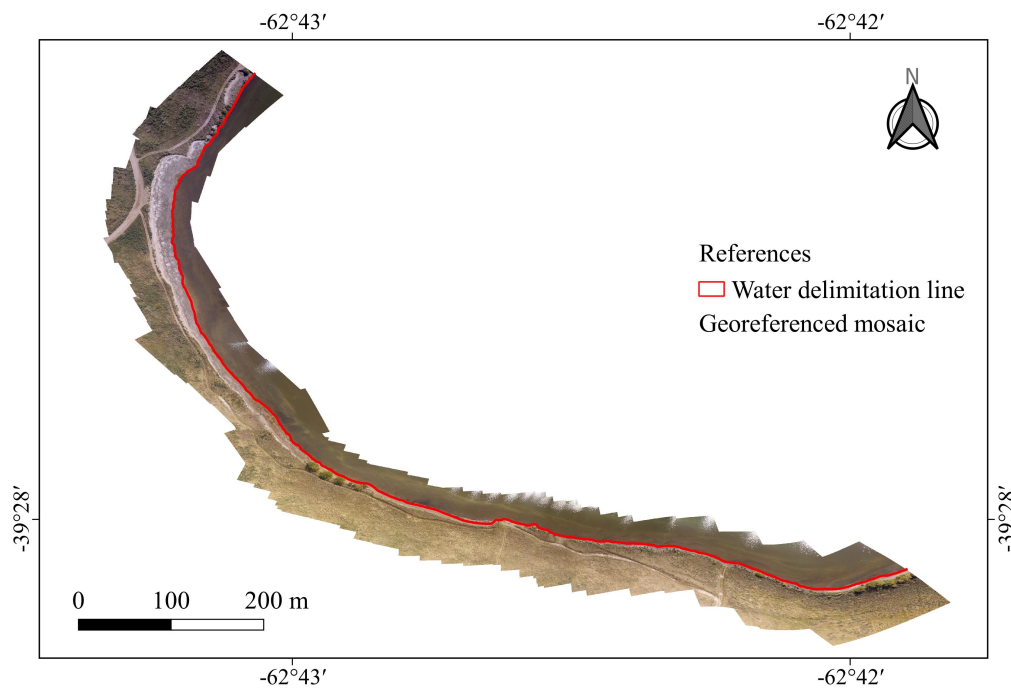 -62°43′
-62°42′
N
References
Water delimitation line
Georeferenced mosaic
-39°28′
-39°28′
0
100
200 m
-62°43′
-62°42′